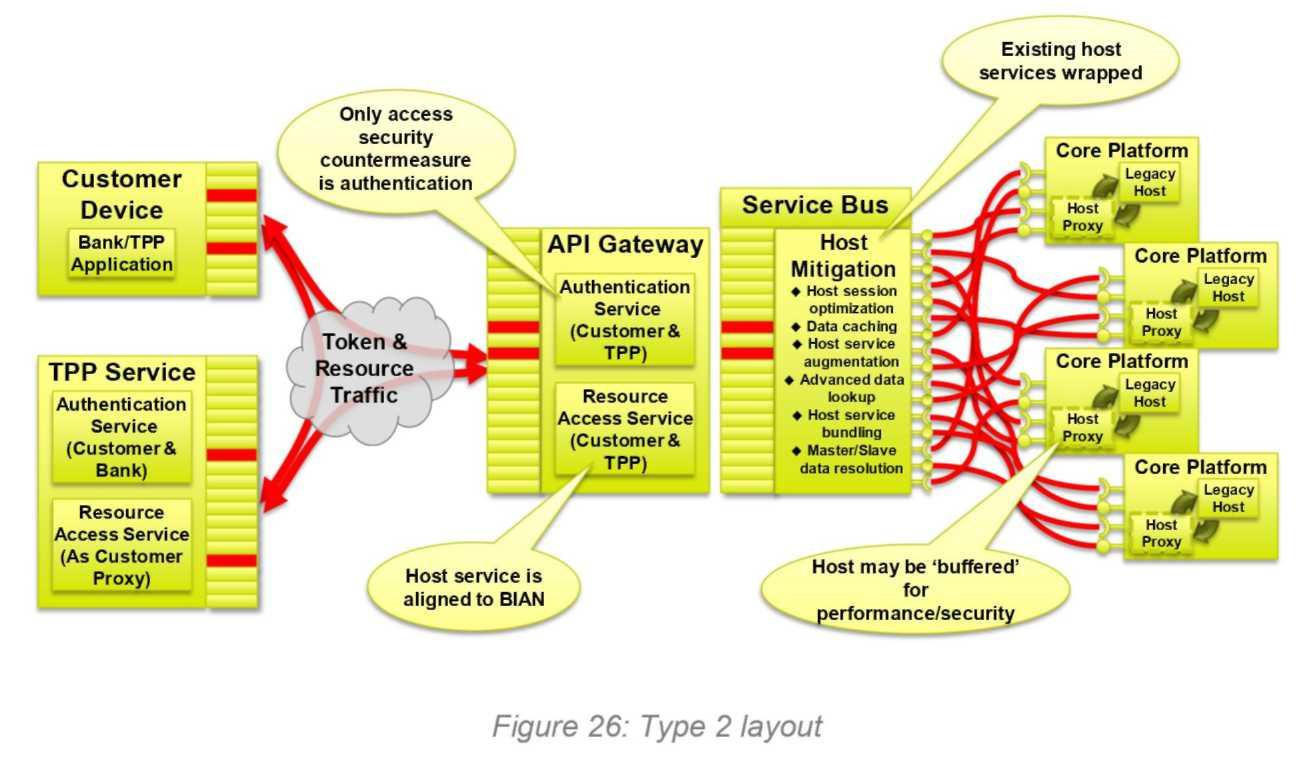 Existing host
services wrapped
Only access
security
countermeasure
is authentication
Customer
Device
Bank/TPP
Application
TPP Service
Authentication
Service
(Customer &
Bank)
Resource
Access Service
(As Customer
Proxy)
Token &
Resource
Traffic
API Gateway
Authentication
Service
(Customer &
TPP)
Resource
Access Service
(Customer &
TPP)
Host service is
aligned to BIAN
Service Bus
Host
Mitigation
◆ Host session
optimization
◆ Data caching
◆ Host service
augmentation
◆ Advanced data
lookup
◆ Host service
bundling
◆ Master/Slave
data resolution
Core Platform
Legacy
Host
Host
Proxy
Core Platform
Legacy
Host
Host
Proxy
Core Platform
Legacy
Host
Host
Proxy
Core Platform
Legacy
Host
Host
Proxy
Host may be ‘buffered’
for
performance/security
Figure 26: Type 2 layout